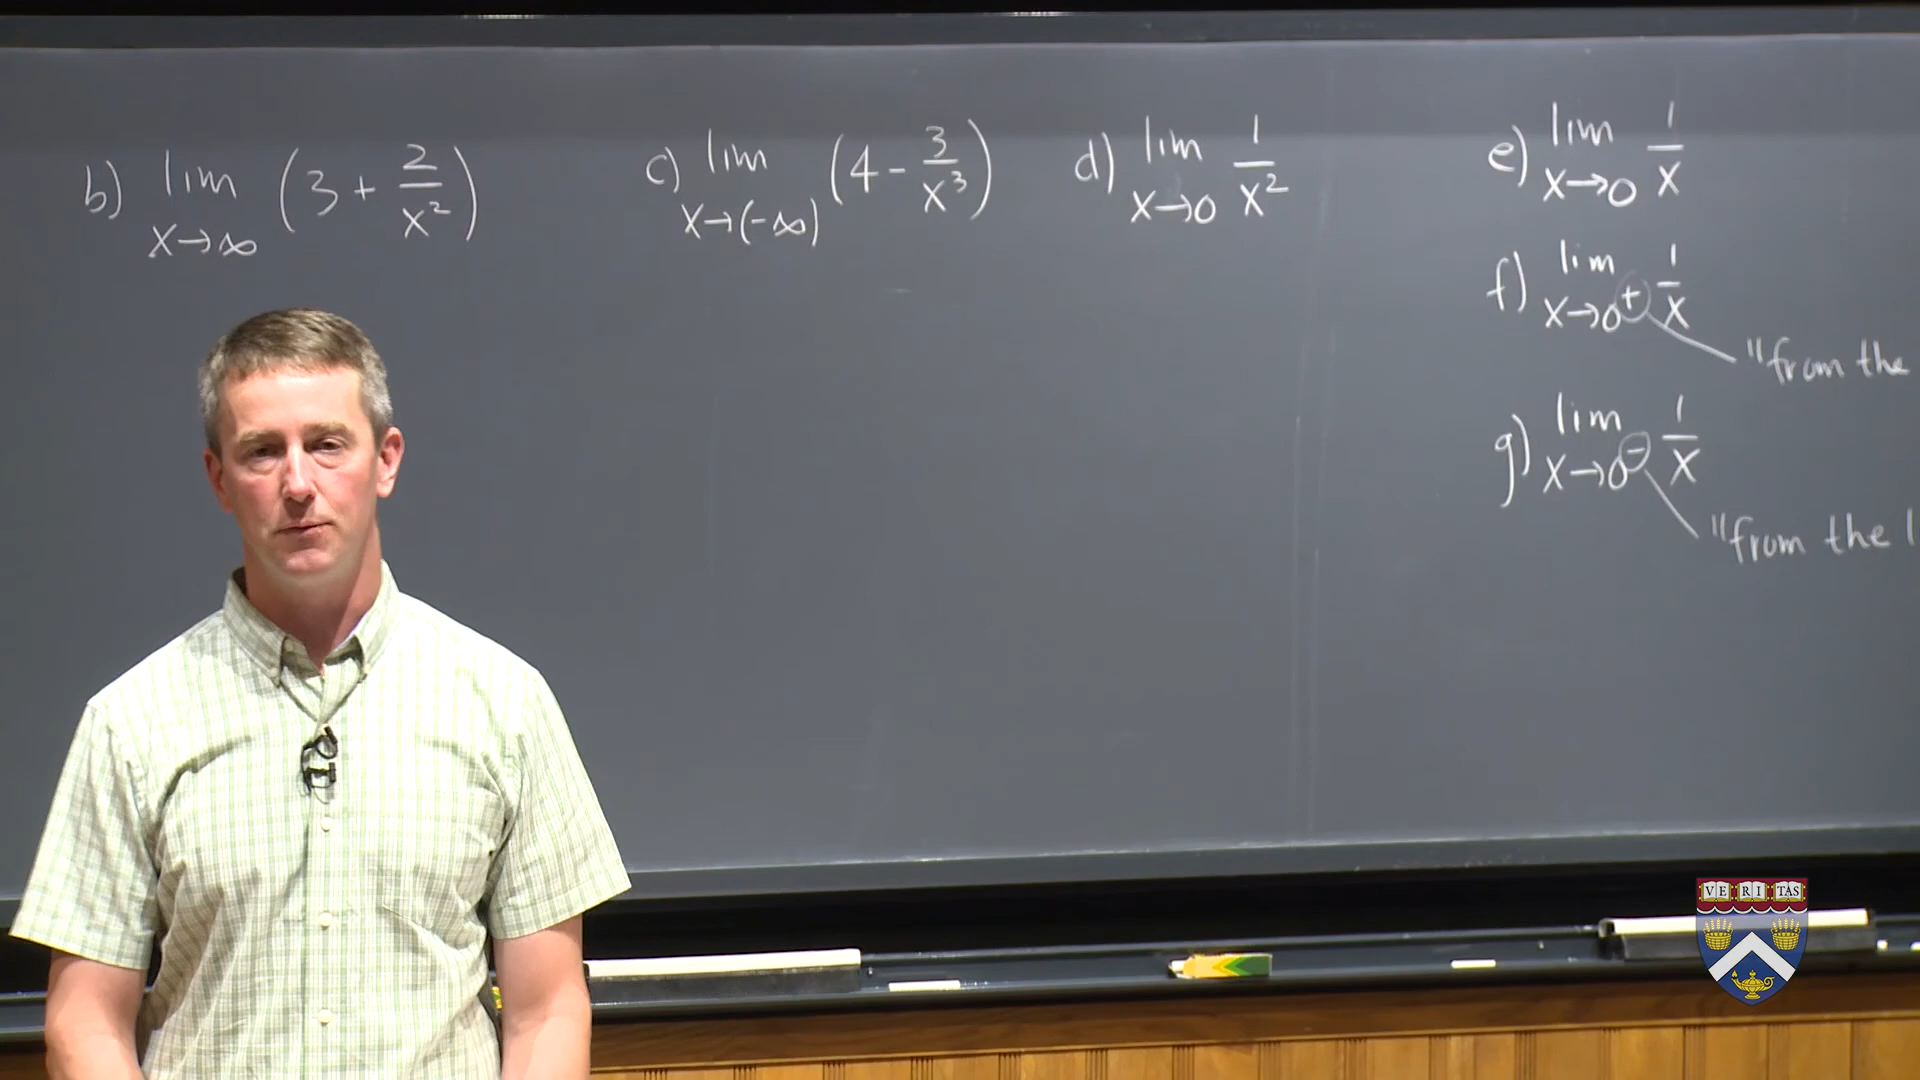 b) lim x→∞ (3 + 2/x²)
c) lim x→(-∞) (4 - 3/x³)
d) lim x→0 1/x²
e) lim x→0 1/x
f) lim x→0⁺ 1/x
"from the
g) lim x→0⁻ 1/x
"from the l
VE RI TAS